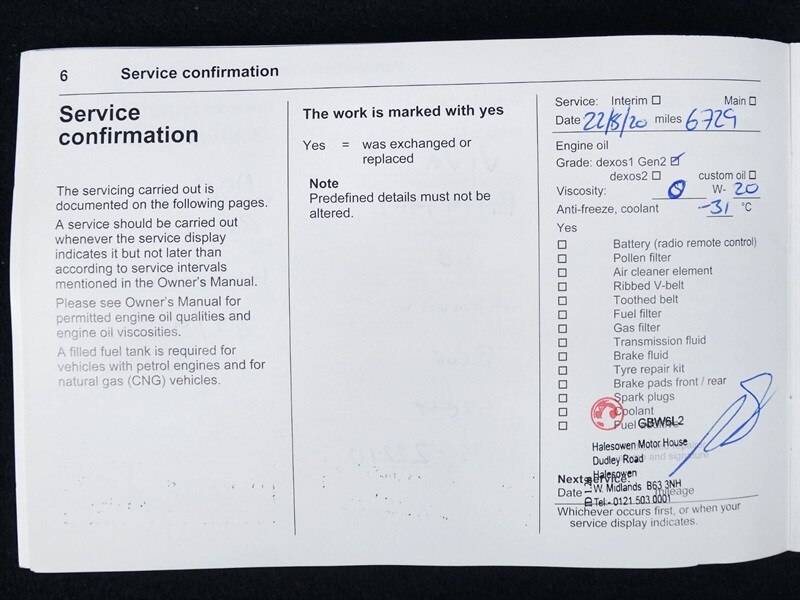 6 Service confirmation
Service
confirmation
The servicing carried out is
documented on the following pages.
A service should be carried out
whenever the service display
indicates it but not later than
according to service intervals
mentioned in the Owner's Manual.
Please see Owner's Manual for
permitted engine oil qualities and
engine oil viscosities.
A filled fuel tank is required for
vehicles with petrol engines and for
natural gas (CNG) vehicles.
The work is marked with yes
Yes = was exchanged or
replaced
Note
Predefined details must not be
altered.
Service: Interim ☐ Main ☐
Date 22/8/20 miles 6729
Engine oil
Grade: dexos1 Gen2 ☑
dexos2 ☐ custom oil ☐
Viscosity: 0 W- 20
Anti-freeze, coolant -31 °C
Yes
☐ Battery (radio remote control)
☐ Pollen filter
☐ Air cleaner element
☐ Ribbed V-belt
☐ Toothed belt
☐ Fuel filter
☐ Gas filter
☐ Transmission fluid
☐ Brake fluid
☐ Tyre repair kit
☐ Brake pads front / rear
☐ Spark plugs
☐ Coolant
☐ Fuel
GBW6L2
Halesowen Motor House
Dudley Road
and signature
Halesowen
Next service:
W. Midlands B63 3NH
Date mileage
Tel - 0121 503 0001
Whichever occurs first, or when your
service display indicates.